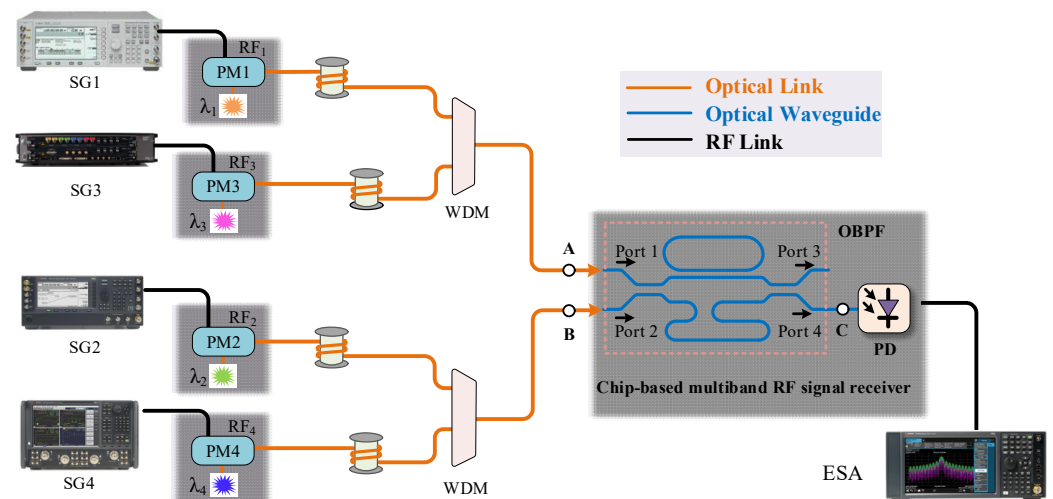 SG1
RF1
PM1
λ1
SG3
RF3
PM3
λ3
WDM
Optical Link
Optical Waveguide
RF Link
SG2
RF2
PM2
λ2
SG4
RF4
PM4
λ4
WDM
A
B
Port 1
Port 3
OBPF
Port 2
Port 4
C
PD
Chip-based multiband RF signal receiver
ESA